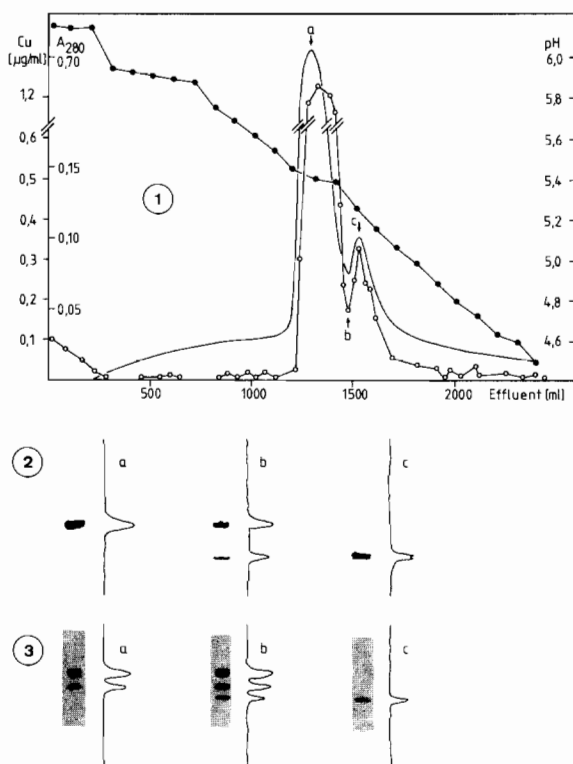 Cu
[µg/ml]
A280
0,70
pH
6,0
1,2
5,8
0,6
5,6
0,15
0,5
5,4
0,4
0,10
5,2
0,3
5,0
0,2
0,05
4,8
0,1
4,6
500
1000
1500
2000
Effluent [ml]
a
b
c
1
2
a
b
c
3
a
b
c